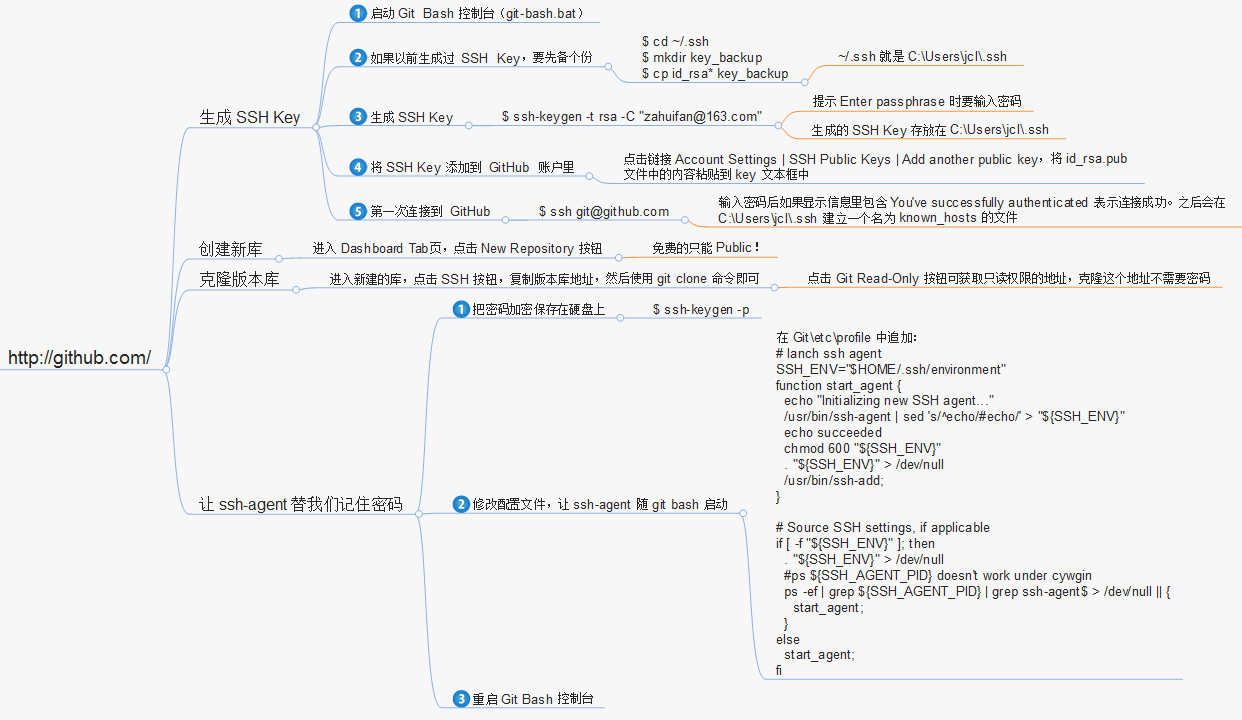 http://github.com/
生成 SSH Key
1 启动 Git Bash 控制台（git-bash.bat）
2 如果以前生成过 SSH Key，要先备个份
$ cd ~/.ssh
$ mkdir key_backup
$ cp id_rsa* key_backup
~/.ssh 就是 C:\Users\jcl\.ssh
3 生成 SSH Key
$ ssh-keygen -t rsa -C "zahuifan@163.com"
提示 Enter passphrase 时要输入密码
生成的 SSH Key 存放在 C:\Users\jcl\.ssh
4 将 SSH Key 添加到 GitHub 账户里
点击链接 Account Settings | SSH Public Keys | Add another public key，将 id_rsa.pub
文件中的内容粘贴到 key 文本框中
5 第一次连接到 GitHub
$ ssh git@github.com
输入密码后如果显示信息里包含 You've successfully authenticated 表示连接成功。之后会在
C:\Users\jcl\.ssh 建立一个名为 known_hosts 的文件
创建新库
进入 Dashboard Tab页，点击 New Repository 按钮
免费的只能 Public！
克隆版本库
进入新建的库，点击 SSH 按钮，复制版本库地址，然后使用 git clone 命令即可
点击 Git Read-Only 按钮可获取只读权限的地址，克隆这个地址不需要密码
让 ssh-agent 替我们记住密码
1 把密码加密保存在硬盘上
$ ssh-keygen -p
2 修改配置文件，让 ssh-agent 随 git bash 启动
在 Git\etc\profile 中追加：
# lanch ssh agent
SSH_ENV="$HOME/.ssh/environment"
function start_agent {
echo "Initializing new SSH agent..."
/usr/bin/ssh-agent | sed 's/^echo/#echo/' > "${SSH_ENV}"
echo succeeded
chmod 600 "${SSH_ENV}"
. "${SSH_ENV}" > /dev/null
/usr/bin/ssh-add;
}
# Source SSH settings, if applicable
if [ -f "${SSH_ENV}" ]; then
. "${SSH_ENV}" > /dev/null
#ps ${SSH_AGENT_PID} doesn't work under cywgin
ps -ef | grep ${SSH_AGENT_PID} | grep ssh-agent$ > /dev/null || {
start_agent;
}
else
start_agent;
fi
3 重启 Git Bash 控制台